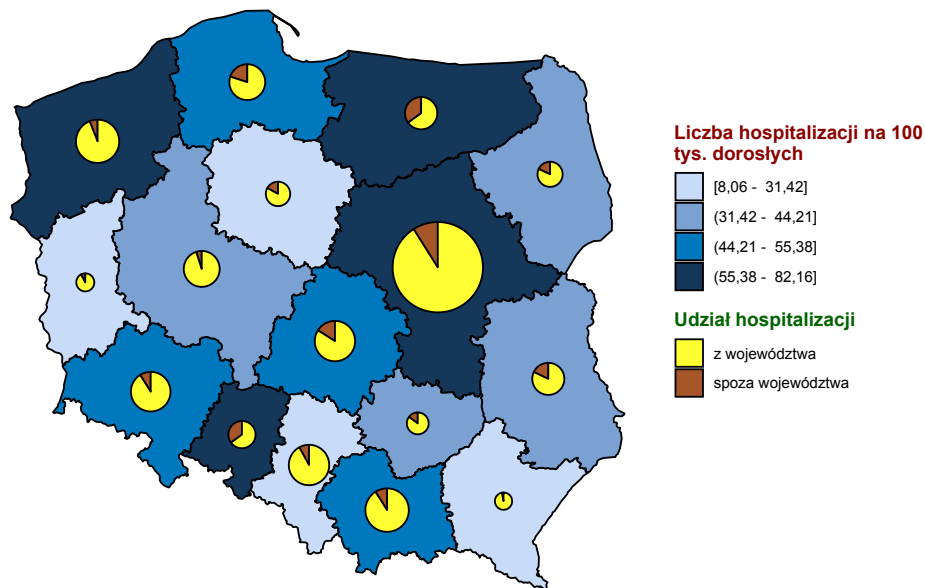 Liczba hospitalizacji na 100
tys. dorosłych
[8,06 - 31,42]
(31,42 - 44,21]
(44,21 - 55,38]
(55,38 - 82,16]
Udział hospitalizacji
z województwa
spoza województwa